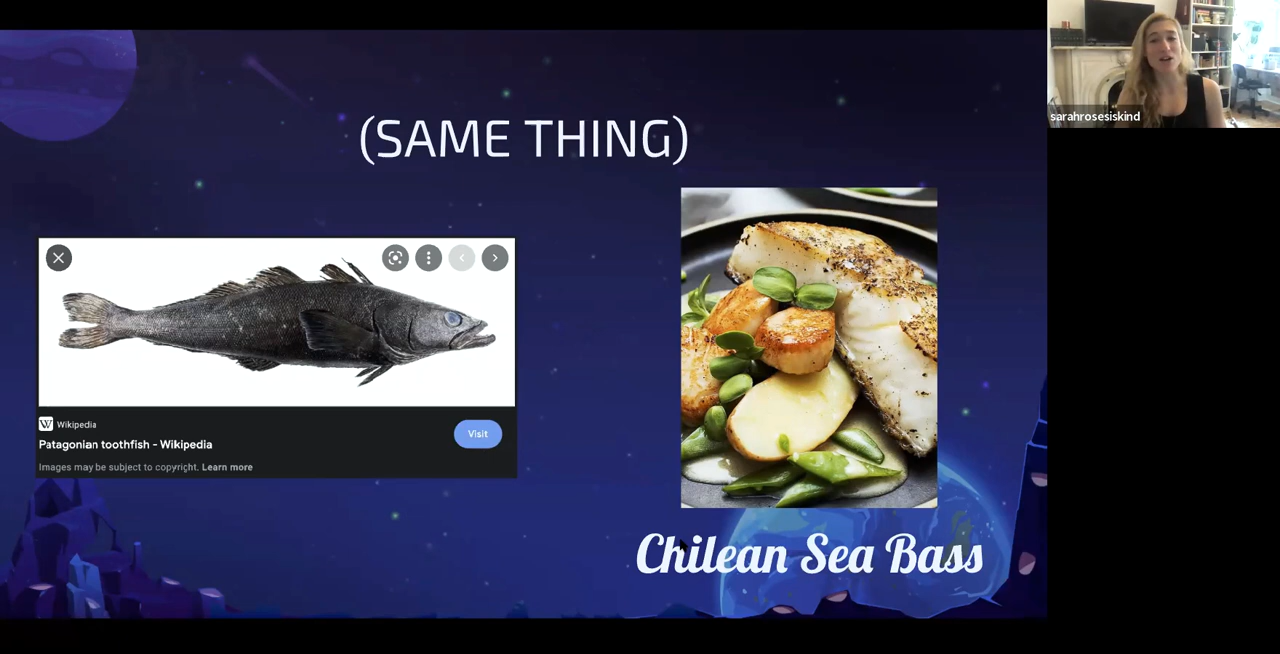 (SAME THING)
sarahrosesiskind
W Wikipedia
Patagonian toothfish - Wikipedia
Visit
Images may be subject to copyright. Learn more
Chilean Sea Bass